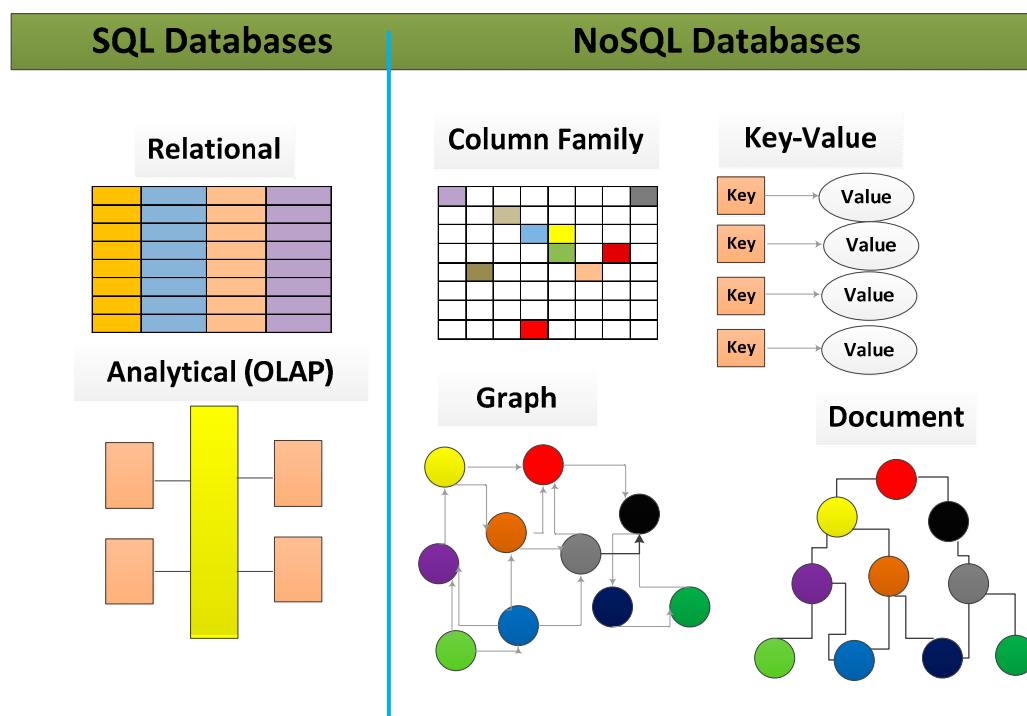 SQL Databases
NoSQL Databases
Relational
Analytical (OLAP)
Column Family
Key-Value
Key
Value
Key
Value
Key
Value
Key
Value
Graph
Document